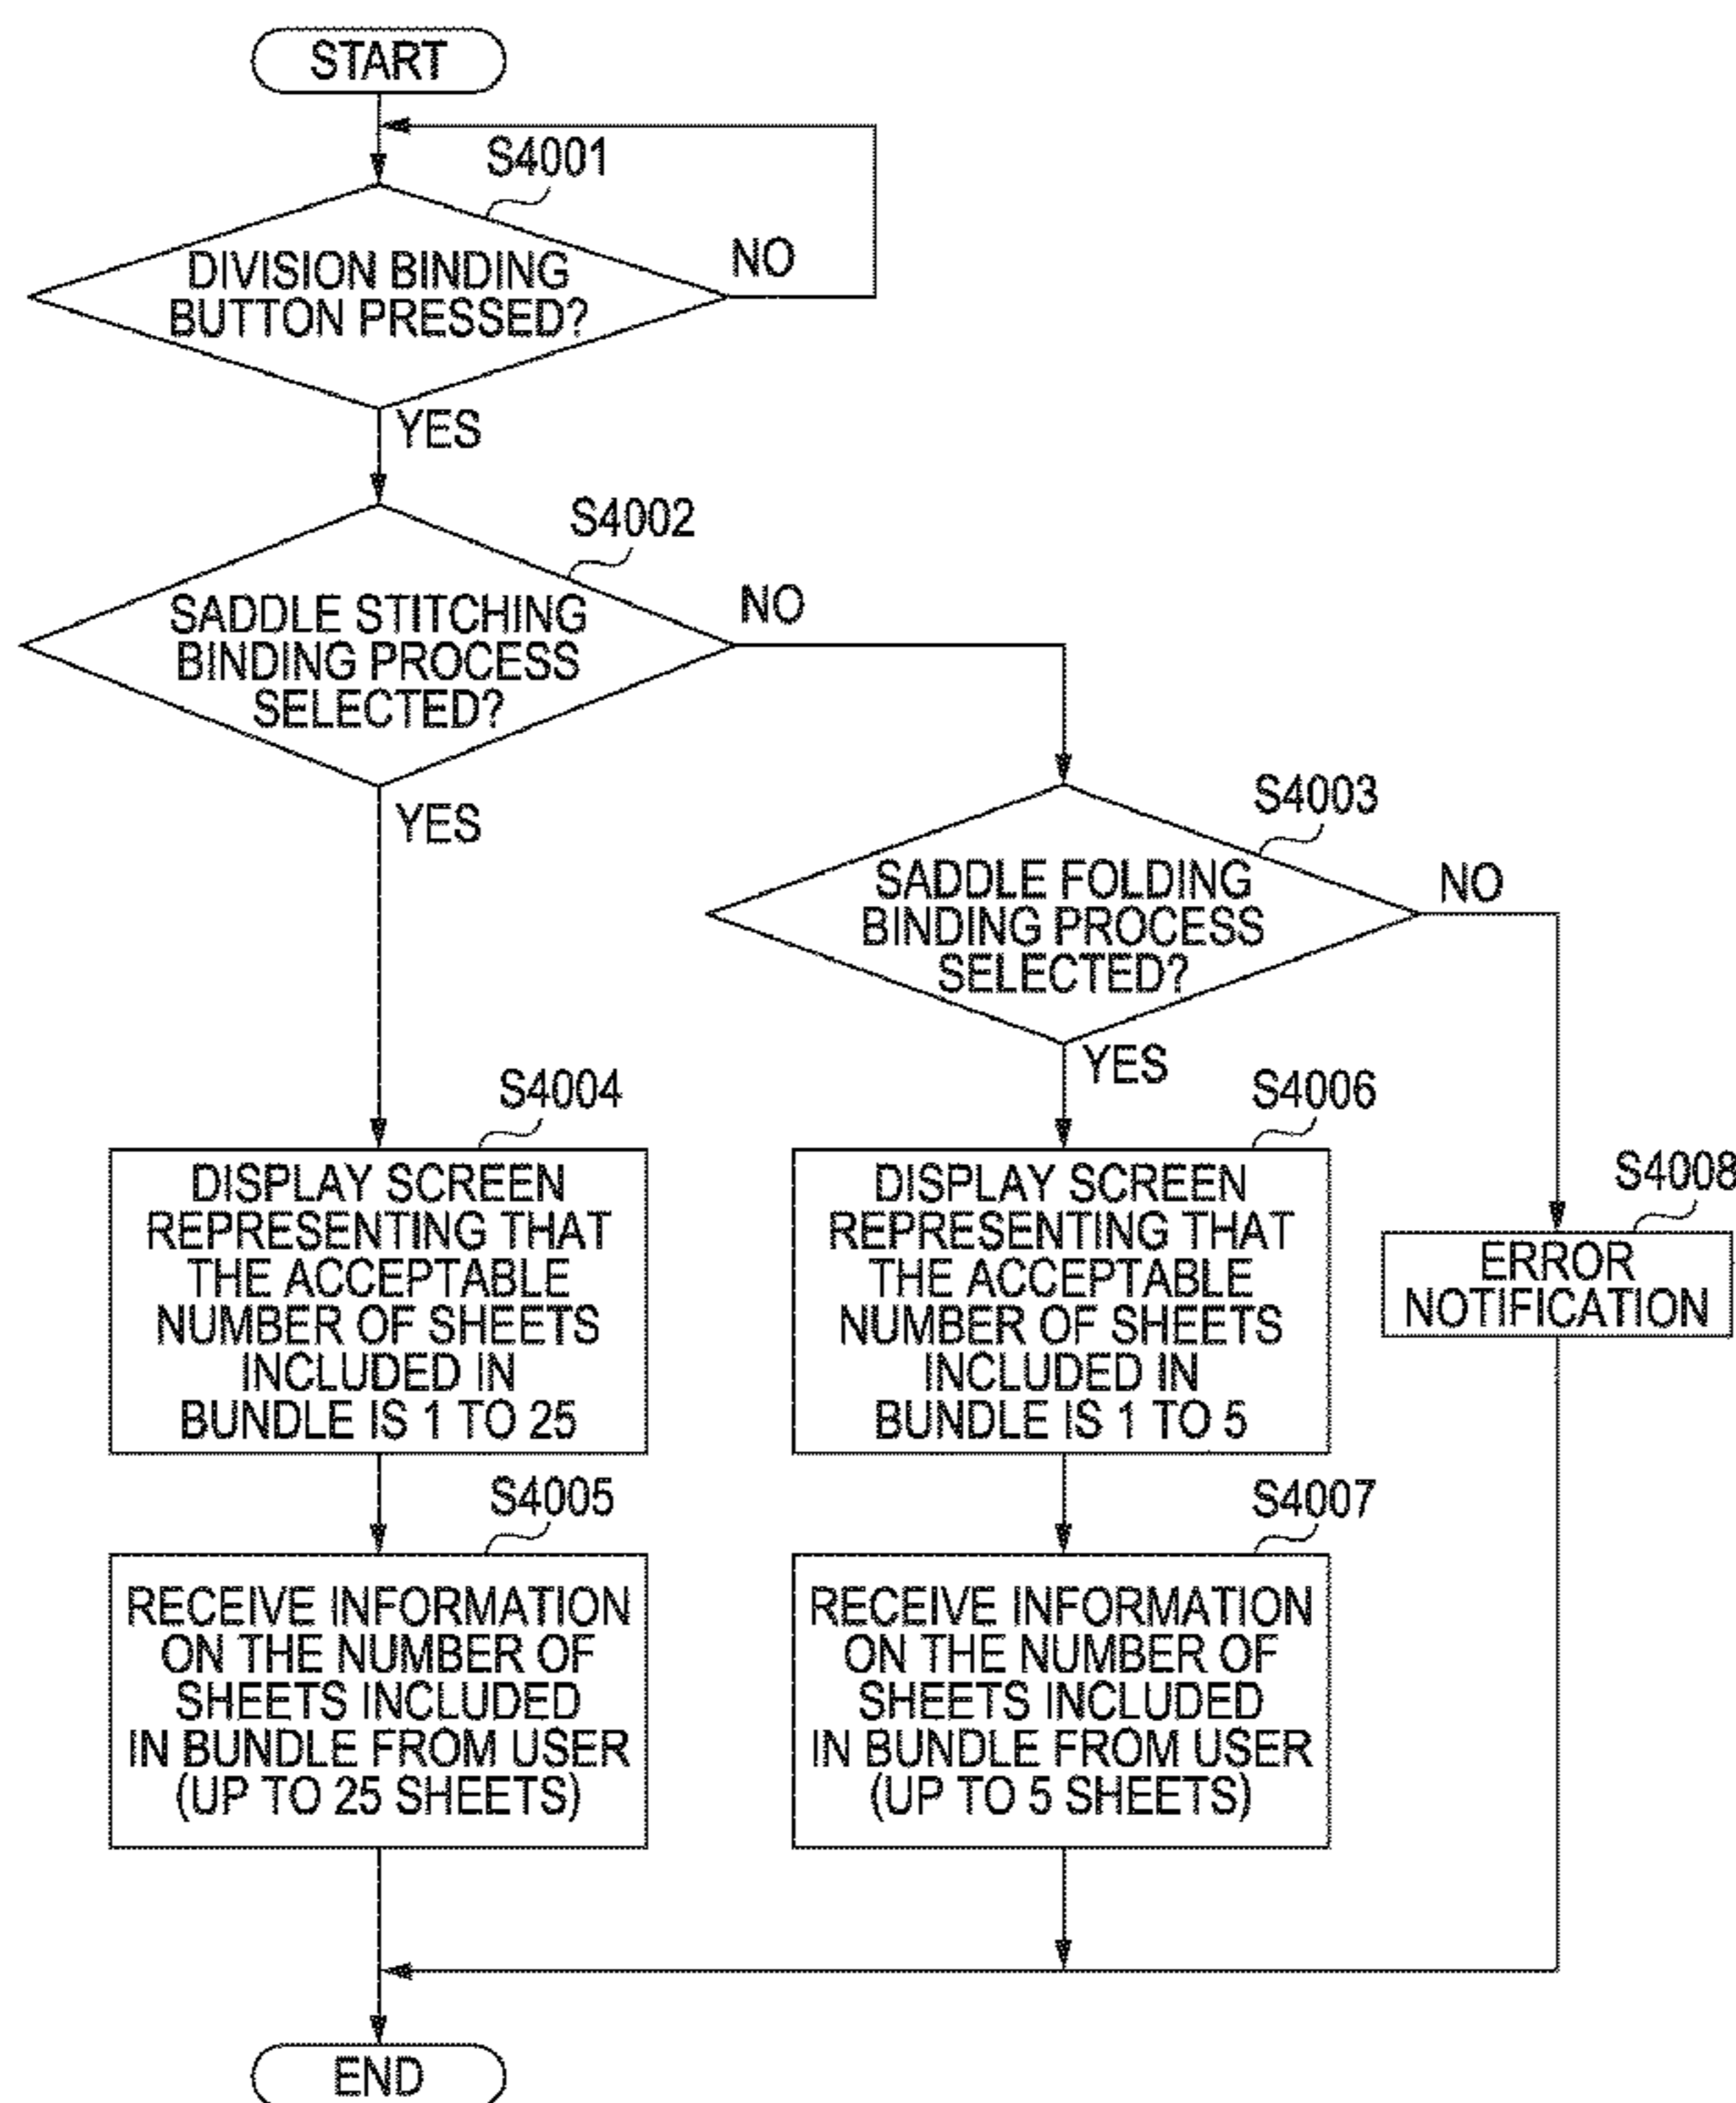 START
S4001
DIVISION BINDING
BUTTON PRESSED?
NO
YES
S4002
SADDLE STITCHING
BINDING PROCESS
SELECTED?
NO
YES
S4003
SADDLE FOLDING
BINDING PROCESS
SELECTED?
NO
YES
S4004
DISPLAY SCREEN
REPRESENTING THAT
THE ACCEPTABLE
NUMBER OF SHEETS
INCLUDED IN
BUNDLE IS 1 TO 25
S4006
DISPLAY SCREEN
REPRESENTING THAT
THE ACCEPTABLE
NUMBER OF SHEETS
INCLUDED IN
BUNDLE IS 1 TO 5
S4008
ERROR
NOTIFICATION
S4005
RECEIVE INFORMATION
ON THE NUMBER OF
SHEETS INCLUDED
IN BUNDLE FROM USER
(UP TO 25 SHEETS)
S4007
RECEIVE INFORMATION
ON THE NUMBER OF
SHEETS INCLUDED
IN BUNDLE FROM USER
(UP TO 5 SHEETS)
END